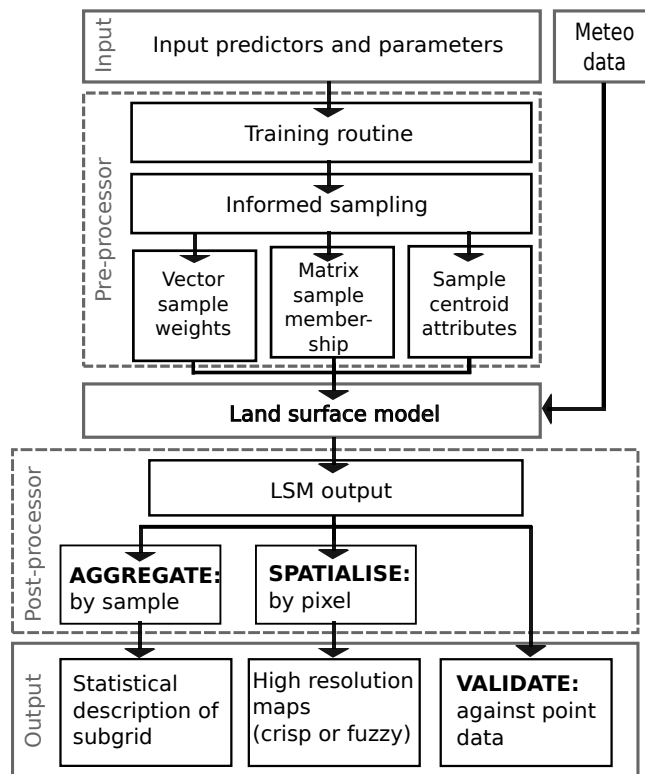 Input
Input predictors and parameters
Meteo
data
Pre-processor
Training routine
Informed sampling
Vector
sample
weights
Matrix
sample
member-
ship
Sample
centroid
attributes
Land surface model
Post-processor
LSM output
AGGREGATE:
by sample
SPATIALISE:
by pixel
Output
Statistical
description of
subgrid
High resolution
maps
(crisp or fuzzy)
VALIDATE:
against point
data